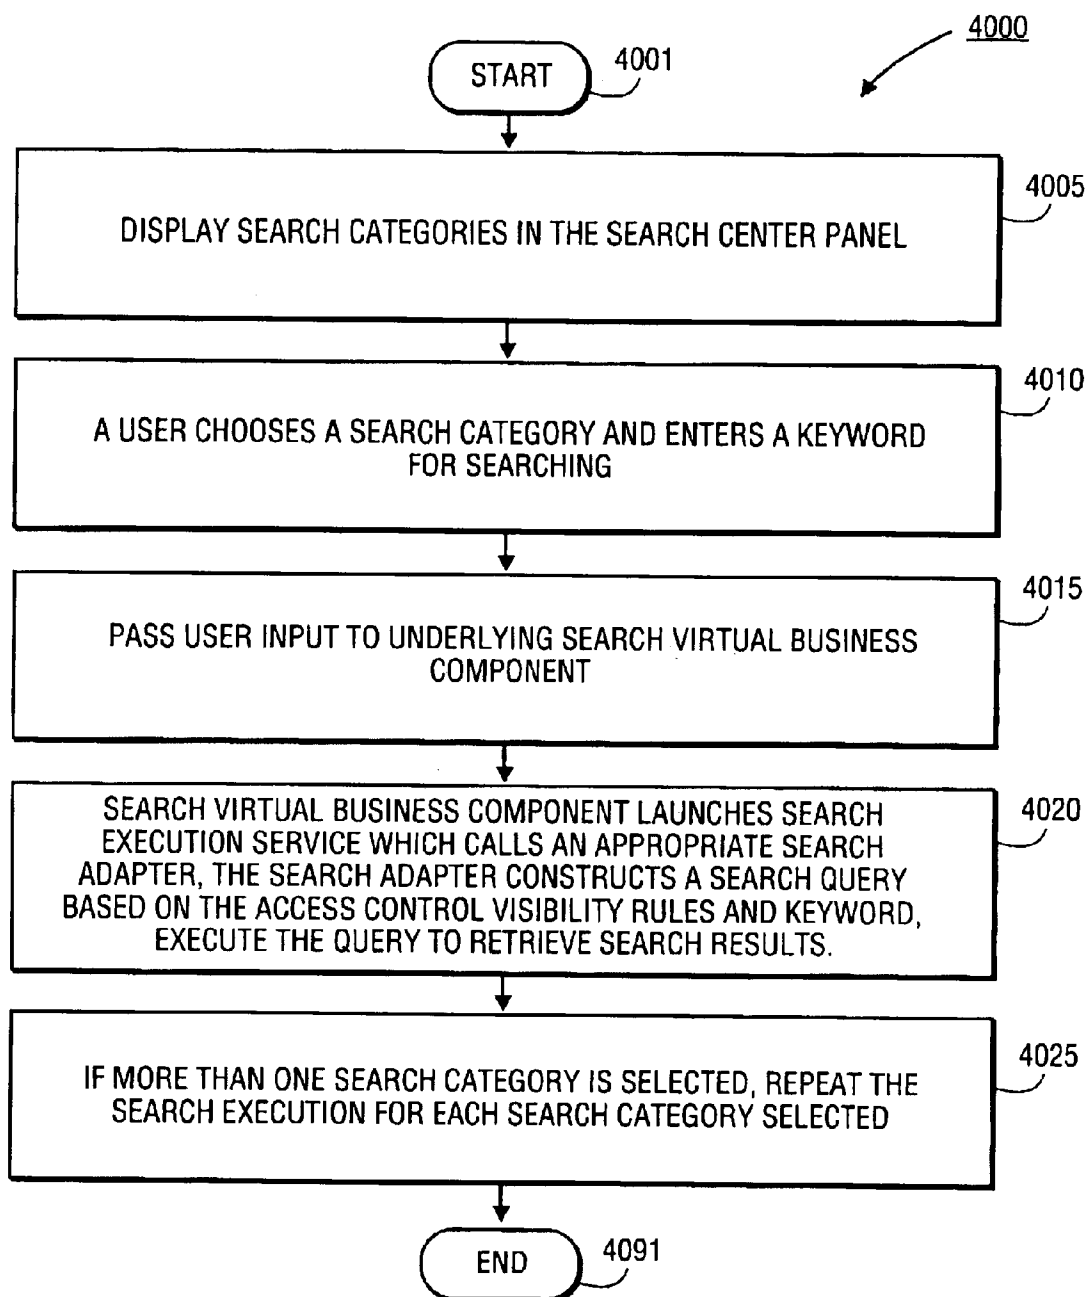 4000
START
4001
DISPLAY SEARCH CATEGORIES IN THE SEARCH CENTER PANEL
4005
A USER CHOOSES A SEARCH CATEGORY AND ENTERS A KEYWORD
FOR SEARCHING
4010
PASS USER INPUT TO UNDERLYING SEARCH VIRTUAL BUSINESS
COMPONENT
4015
SEARCH VIRTUAL BUSINESS COMPONENT LAUNCHES SEARCH
EXECUTION SERVICE WHICH CALLS AN APPROPRIATE SEARCH
ADAPTER, THE SEARCH ADAPTER CONSTRUCTS A SEARCH QUERY
BASED ON THE ACCESS CONTROL VISIBILITY RULES AND KEYWORD,
EXECUTE THE QUERY TO RETRIEVE SEARCH RESULTS.
4020
IF MORE THAN ONE SEARCH CATEGORY IS SELECTED, REPEAT THE
SEARCH EXECUTION FOR EACH SEARCH CATEGORY SELECTED
4025
END
4091